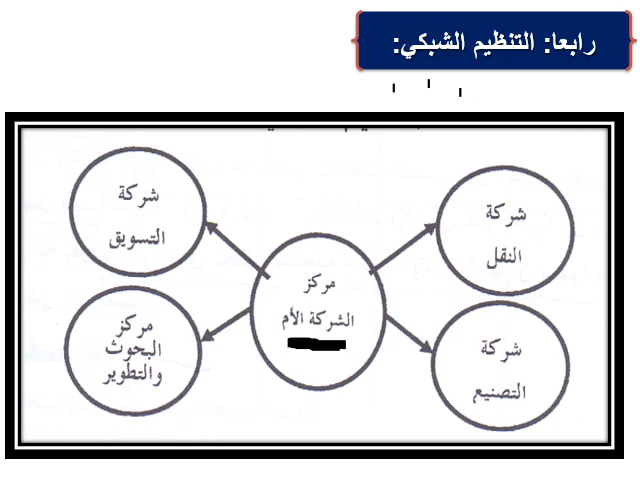 رابعا: التنظيم الشبكي:
شركة
التسويق
شركة
النقل
مركز
الشركة الأم
مركز
البحوث
والتطوير
شركة
التصنيع